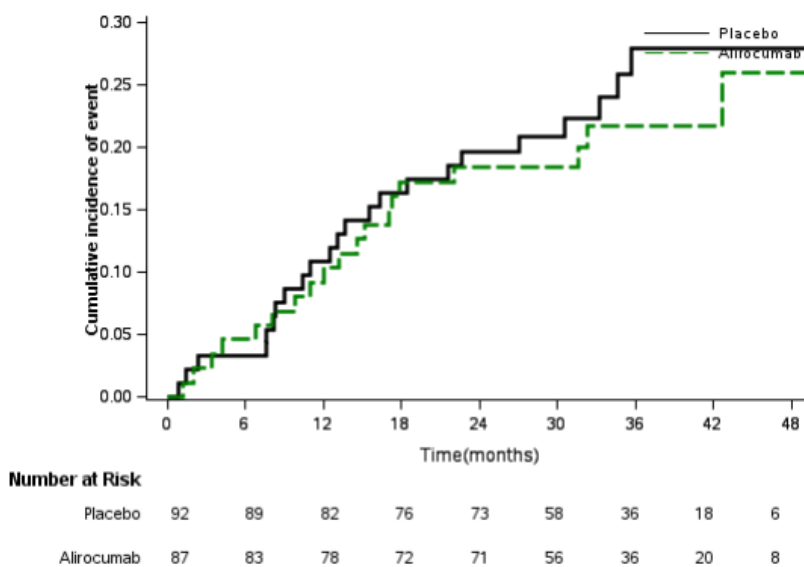 0.30
Placebo
Alirocumab
0.25
0.20
0.15
0.10
0.05
0.00
Cumulative incidence of event
0 6 12 18 24 30 36 42 48
Time(months)
Number at Risk
Placebo 92 89 82 76 73 58 36 18 6
Alirocumab 87 83 78 72 71 56 36 20 8